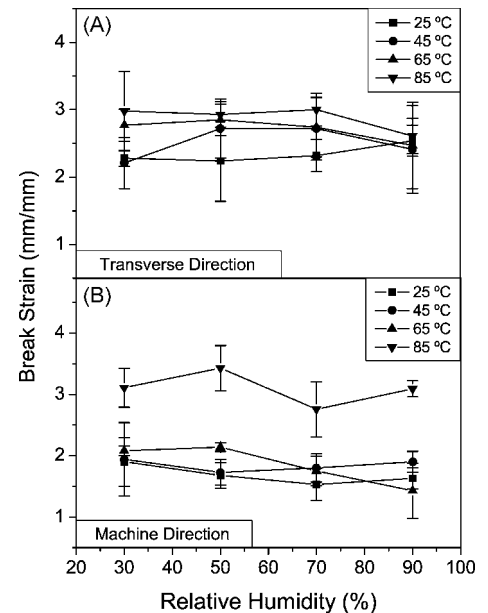 (A)
25 ºC
45 ºC
65 ºC
85 ºC
4
3
2
1
Transverse Direction
Break Strain (mm/mm)
(B)
25 ºC
45 ºC
65 ºC
85 ºC
4
3
2
1
Machine Direction
20 30 40 50 60 70 80 90 100
Relative Humidity (%)